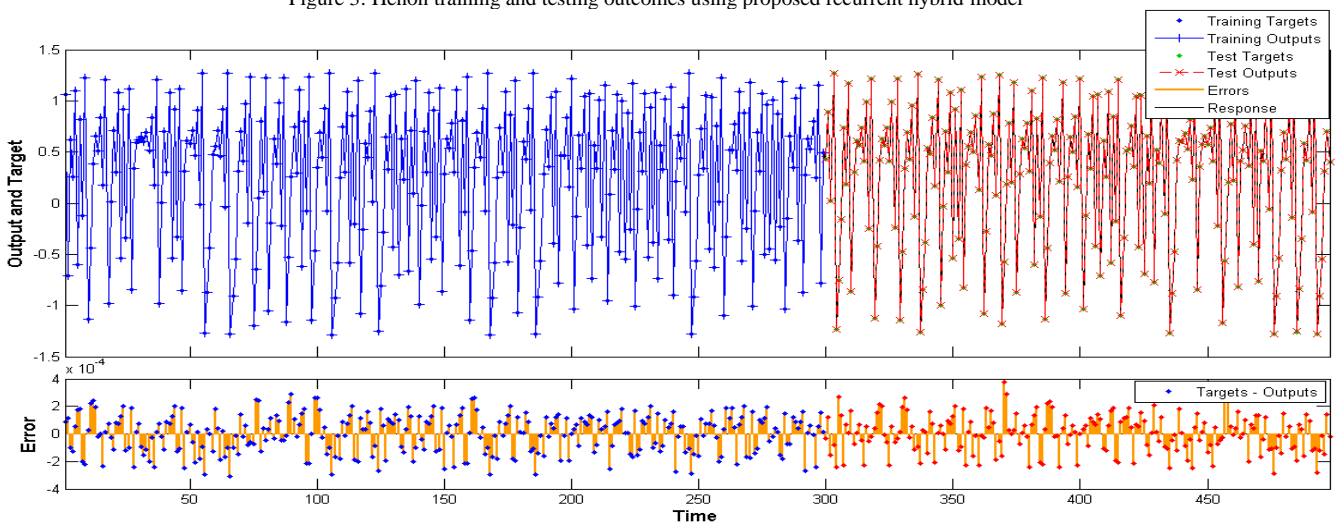 Figure 3: Henon training and testing outcomes using proposed recurrent hybrid model
Training Targets
Training Outputs
Test Targets
Test Outputs
Errors
Response
Output and Target
1.5
1
0.5
0
-0.5
-1
-1.5
× 10⁻⁴
Targets - Outputs
Error
4
2
0
-2
-4
50 100 150 200 250 300 350 400 450
Time